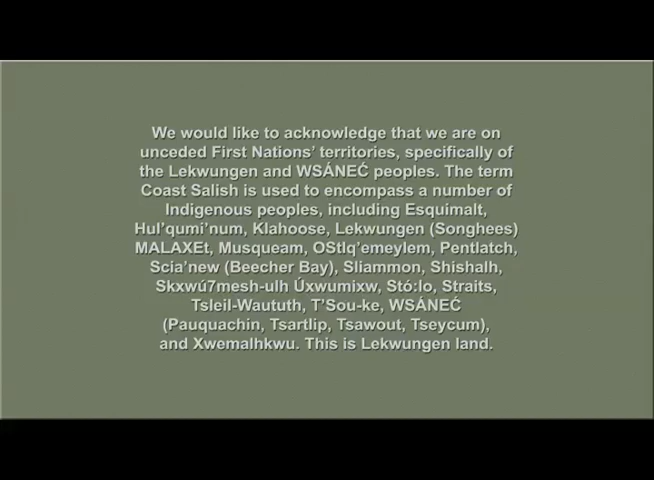 We would like to acknowledge that we are on
unceded First Nations' territories, specifically of
the Lekwungen and WSÁNEĆ peoples. The term
Coast Salish is used to encompass a number of
Indigenous peoples, including Esquimalt,
Hul'qumi'num, Klahoose, Lekwungen (Songhees)
MALAXEt, Musqueam, OStlq'emeylem, Pentlatch,
Scia'new (Beecher Bay), Sliammon, Shishalh,
Skxwú7mesh-ulh Úxwumixw, Stó:lo, Straits,
Tsleil-Waututh, T'Sou-ke, WSÁNEĆ
(Pauquachin, Tsartlip, Tsawout, Tseycum),
and Xwemalhkwu. This is Lekwungen land.